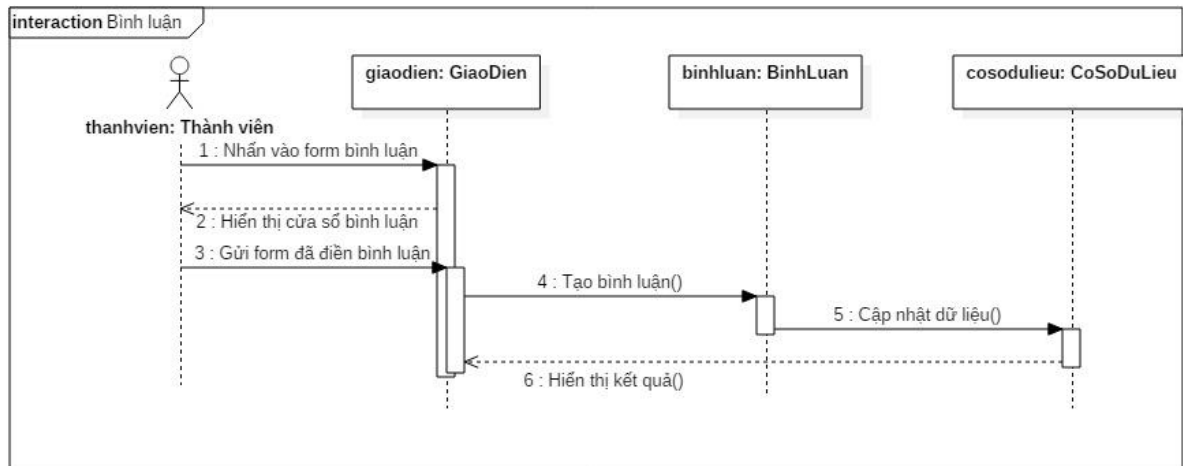 interaction Bình luận
giaodien: GiaoDien
binhluan: BinhLuan
cosodulieu: CoSoDuLieu
thanhvien: Thành viên
1 : Nhấn vào form bình luận
2 : Hiển thị cửa sổ bình luận
3 : Gửi form đã điền bình luận
4 : Tạo bình luận()
5 : Cập nhật dữ liệu()
6 : Hiển thị kết quả()